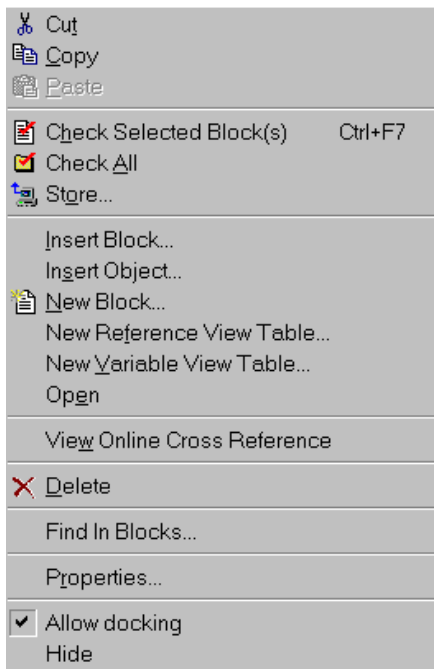 Cut
Copy
Paste
Check Selected Block(s) Ctrl+F7
Check All
Store...
Insert Block...
Insert Object...
New Block...
New Reference View Table...
New Variable View Table...
Open
View Online Cross Reference
Delete
Find In Blocks...
Properties...
Allow docking
Hide